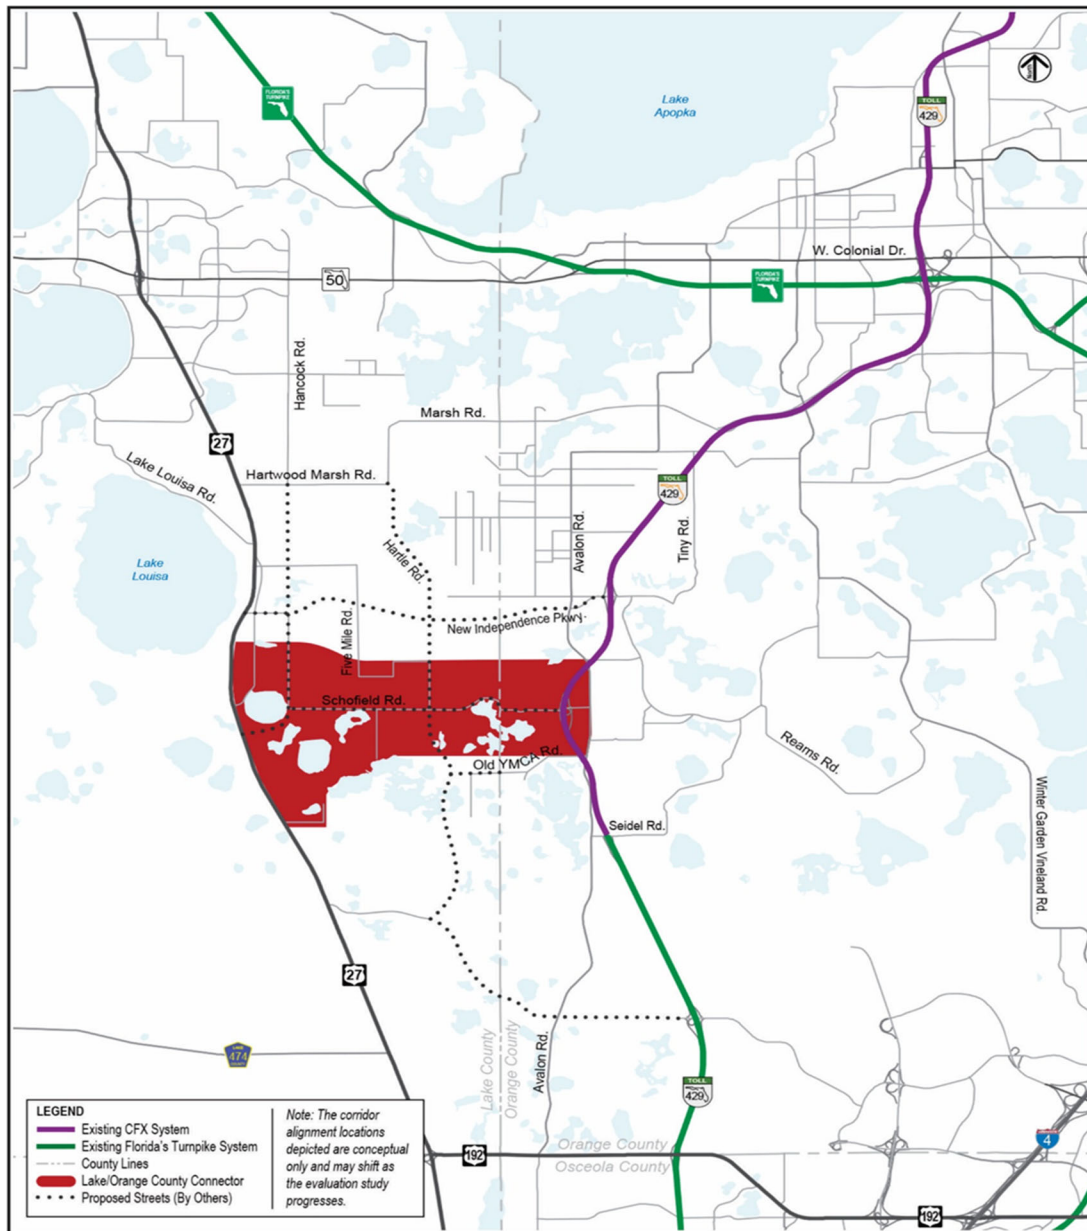 North
FLORIDA'S
TURNPIKE
Lake
Apopka
TOLL
429
W. Colonial Dr.
50
FLORIDA'S
TURNPIKE
Hancock Rd.
Marsh Rd.
27
Lake Louisa Rd.
Hartwood Marsh Rd.
TOLL
429
Avalon Rd.
Tiny Rd.
Hartle Rd.
Lake
Louisa
Five Mile Rd.
New Independence Pkwy.
Schofield Rd.
Old YMCA Rd.
Reams Rd.
Winter Garden Vineland Rd.
Seidel Rd.
27
474
Lake County
Orange County
Avalon Rd.
TOLL
429
4
Orange County
Osceola County
192
192
LEGEND
Existing CFX System
Existing Florida's Turnpike System
County Lines
Lake/Orange County Connector
Proposed Streets (By Others)
Note: The corridor
alignment locations
depicted are conceptual
only and may shift as
the evaluation study
progresses.